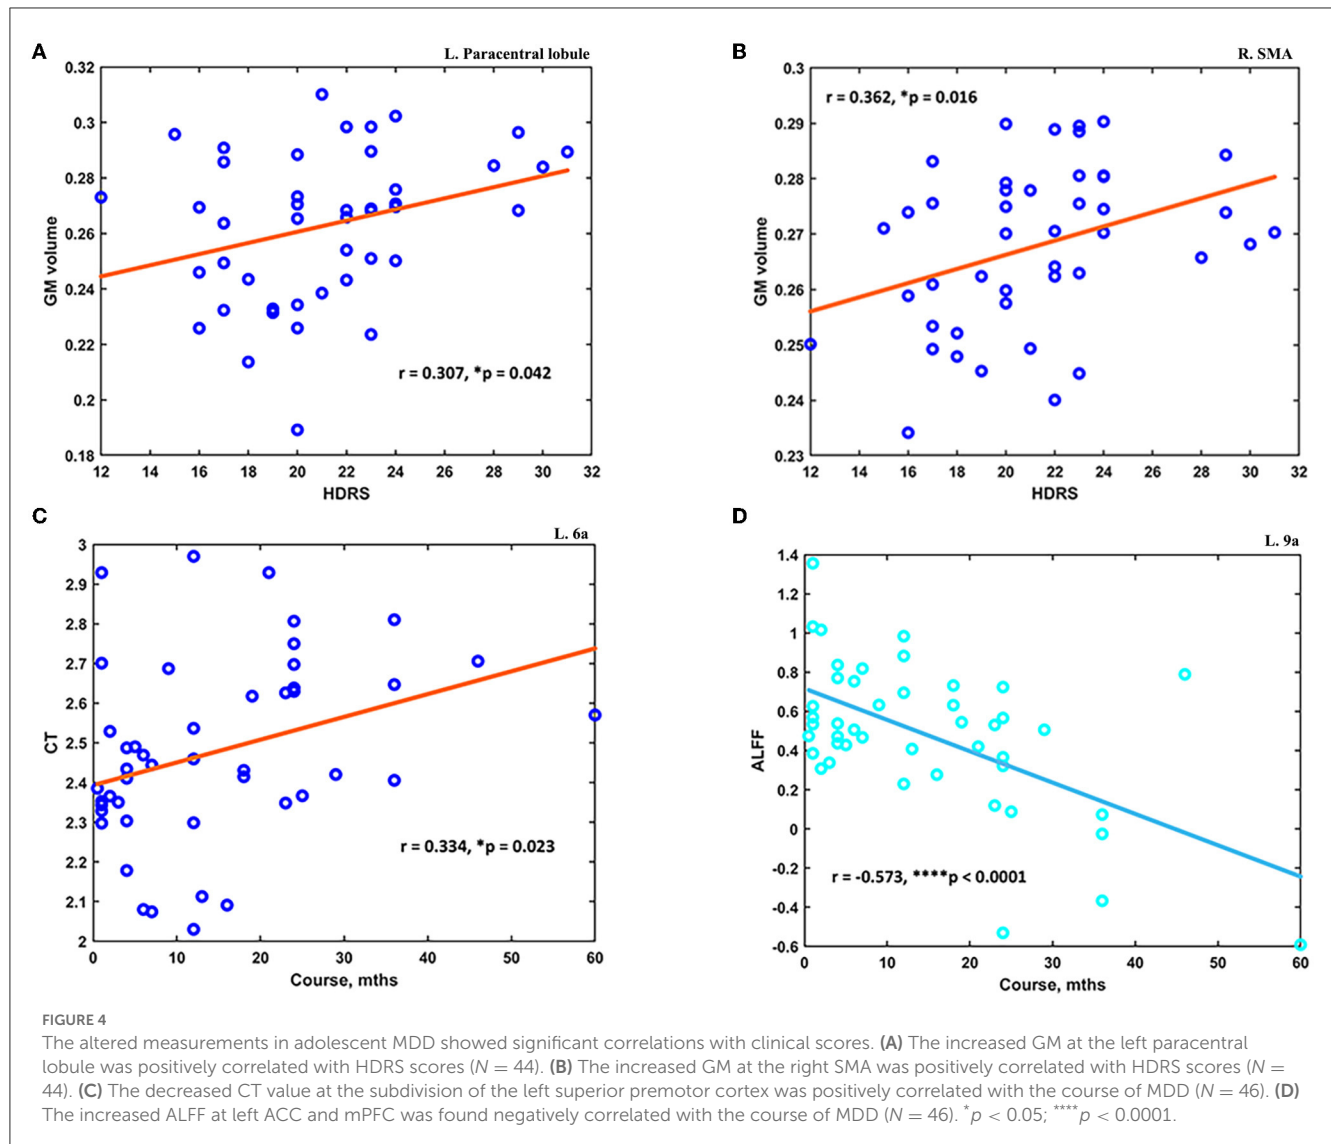 A
L. Paracentral lobule
0.32
0.3
0.28
0.26
0.24
0.22
0.2
0.18
GM volume
r = 0.307, *p = 0.042
12 14 16 18 20 22 24 26 28 30 32
HDRS
B
R. SMA
0.3
0.29
0.28
0.27
0.26
0.25
0.24
0.23
GM volume
r = 0.362, *p = 0.016
12 14 16 18 20 22 24 26 28 30 32
HDRS
C
L. 6a
3
2.9
2.8
2.7
2.6
2.5
2.4
2.3
2.2
2.1
2
CT
r = 0.334, *p = 0.023
0 10 20 30 40 50 60
Course, mths
D
L. 9a
1.4
1.2
1
0.8
0.6
0.4
0.2
0
-0.2
-0.4
-0.6
ALFF
r = -0.573, ****p < 0.0001
0 10 20 30 40 50 60
Course, mths
FIGURE 4
The altered measurements in adolescent MDD showed significant correlations with clinical scores. (A) The increased GM at the left paracentral
lobule was positively correlated with HDRS scores (N = 44). (B) The increased GM at the right SMA was positively correlated with HDRS scores (N =
44). (C) The decreased CT value at the subdivision of the left superior premotor cortex was positively correlated with the course of MDD (N = 46). (D)
The increased ALFF at left ACC and mPFC was found negatively correlated with the course of MDD (N = 46). *p < 0.05; ****p < 0.0001.